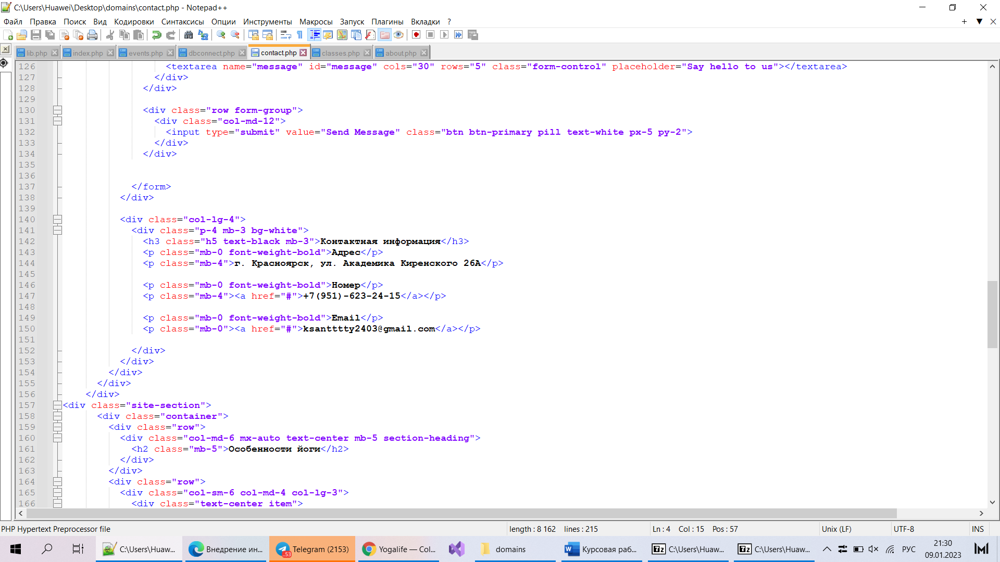 C:\Users\Huawei\Desktop\domains\contact.php - Notepad++
Файл Правка Поиск Вид Кодировки Синтаксисы Опции Инструменты Макросы Запуск Плагины Вкладки ?
lib.php index.php events.php dbconnect.php contact.php classes.php about.php
126 <textarea name="message" id="message" cols="30" rows="5" class="form-control" placeholder="Say hello to us"></textarea>
127 </div>
128 </div>
129
130 <div class="row form-group">
131 <div class="col-md-12">
132 <input type="submit" value="Send Message" class="btn btn-primary pill text-white px-5 py-2">
133 </div>
134 </div>
135
136
137 </form>
138 </div>
139
140 <div class="col-lg-4">
141 <div class="p-4 mb-3 bg-white">
142 <h3 class="h5 text-black mb-3">Контактная информация</h3>
143 <p class="mb-0 font-weight-bold">Адрес</p>
144 <p class="mb-4">г. Красноярск, ул. Академика Киренского 26А</p>
145
146 <p class="mb-0 font-weight-bold">Номер</p>
147 <p class="mb-4"><a href="#">+7(951)-623-24-15</a></p>
148
149 <p class="mb-0 font-weight-bold">Email</p>
150 <p class="mb-0"><a href="#">ksanttttty2403@gmail.com</a></p>
151
152 </div>
153 </div>
154 </div>
155 </div>
156 </div>
157 <div class="site-section">
158 <div class="container">
159 <div class="row">
160 <div class="col-md-6 mx-auto text-center mb-5 section-heading">
161 <h2 class="mb-5">Особенности йоги</h2>
162 </div>
163 </div>
164 <div class="row">
165 <div class="col-sm-6 col-md-4 col-lg-3">
166 <div class="text-center item">
PHP Hypertext Preprocessor file length : 8 162 lines : 215 Ln : 4 Col : 15 Pos : 57 Unix (LF) UTF-8 INS
C:\Users\Huaw... Внедрение ин... Telegram (2153) Yogalife — Col... domains Курсовая раб... C:\Users\Huaw... C:\Users\Huaw... РУС 21:30
09.01.2023